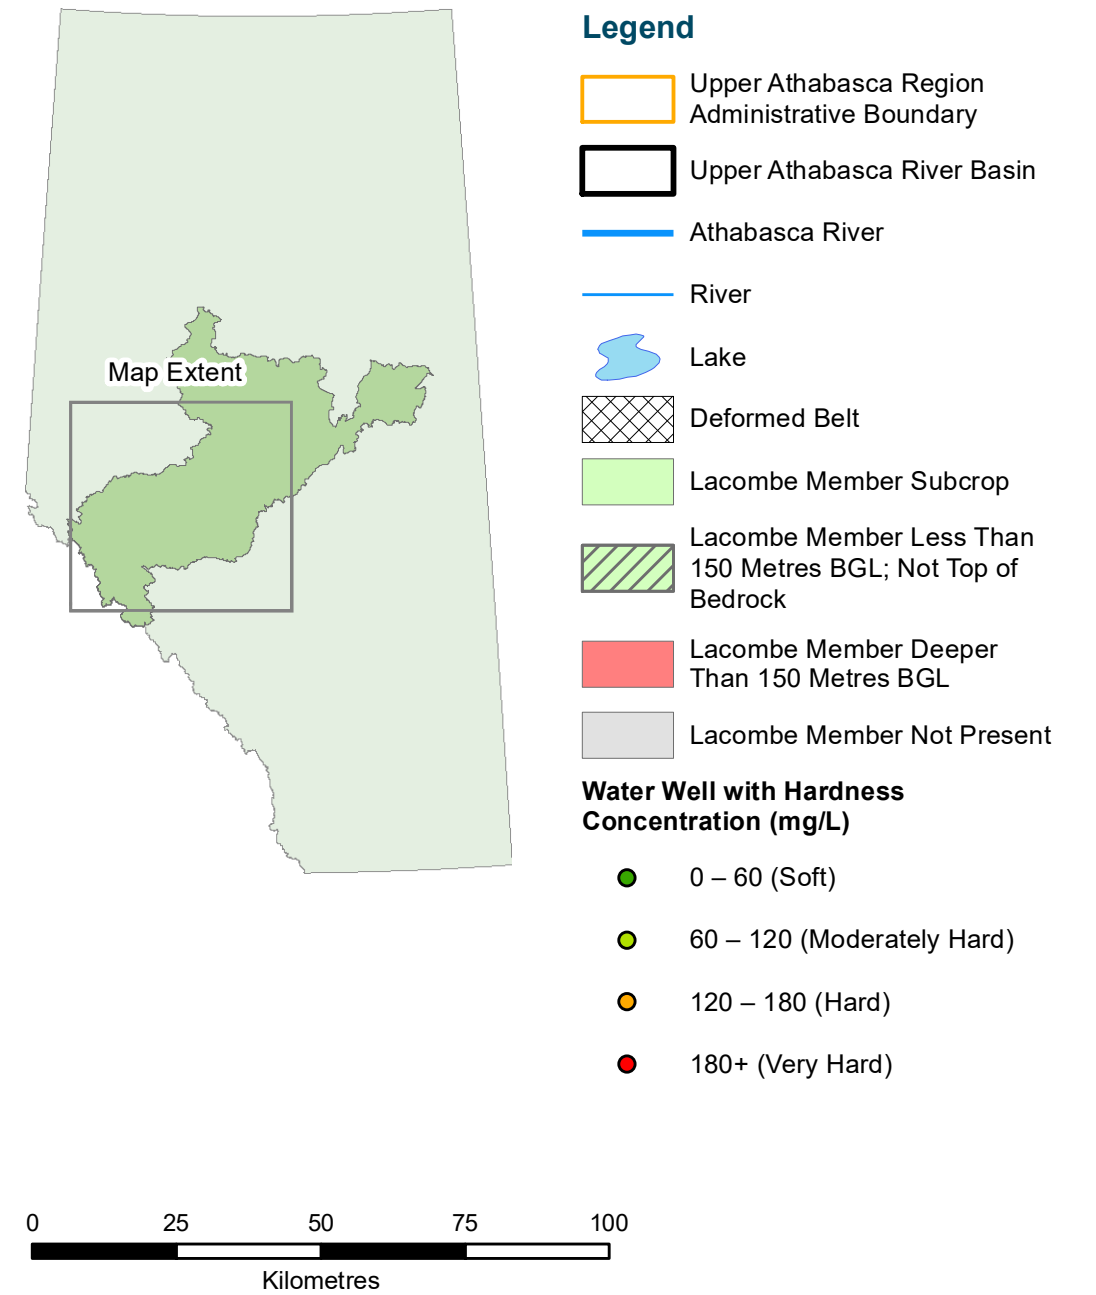 Map Extent
Legend
Upper Athabasca Region
Administrative Boundary
Upper Athabasca River Basin
Athabasca River
River
Lake
Deformed Belt
Lacombe Member Subcrop
Lacombe Member Less Than
150 Metres BGL; Not Top of
Bedrock
Lacombe Member Deeper
Than 150 Metres BGL
Lacombe Member Not Present
Water Well with Hardness
Concentration (mg/L)
0 – 60 (Soft)
60 – 120 (Moderately Hard)
120 – 180 (Hard)
180+ (Very Hard)
0 25 50 75 100
Kilometres